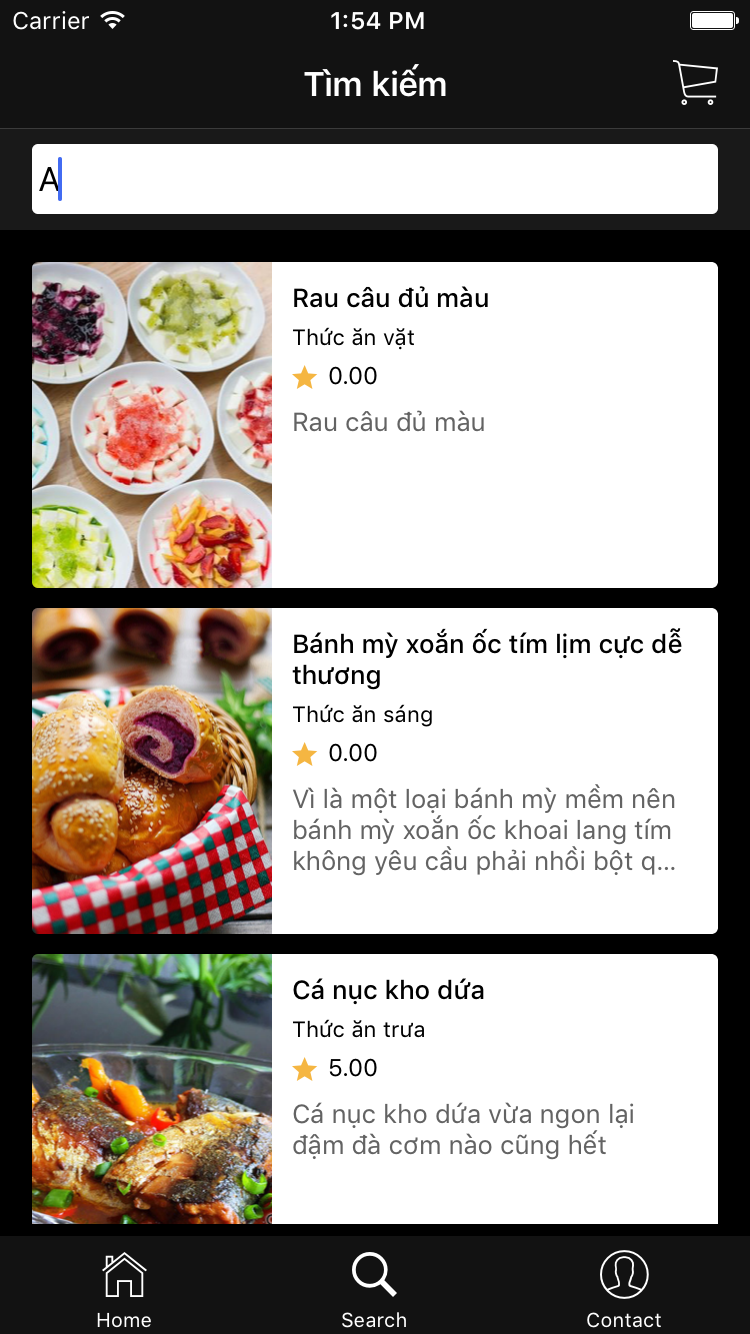 Carrier 1:54 PM
Tìm kiếm
A
Rau câu đủ màu
Thức ăn vặt
0.00
Rau câu đủ màu
Bánh mỳ xoắn ốc tím lịm cực dễ
thương
Thức ăn sáng
0.00
Vì là một loại bánh mỳ mềm nên
bánh mỳ xoắn ốc khoai lang tím
không yêu cầu phải nhồi bột q...
Cá nục kho dứa
Thức ăn trưa
5.00
Cá nục kho dứa vừa ngon lại
đậm đà cơm nào cũng hết
Home Search Contact